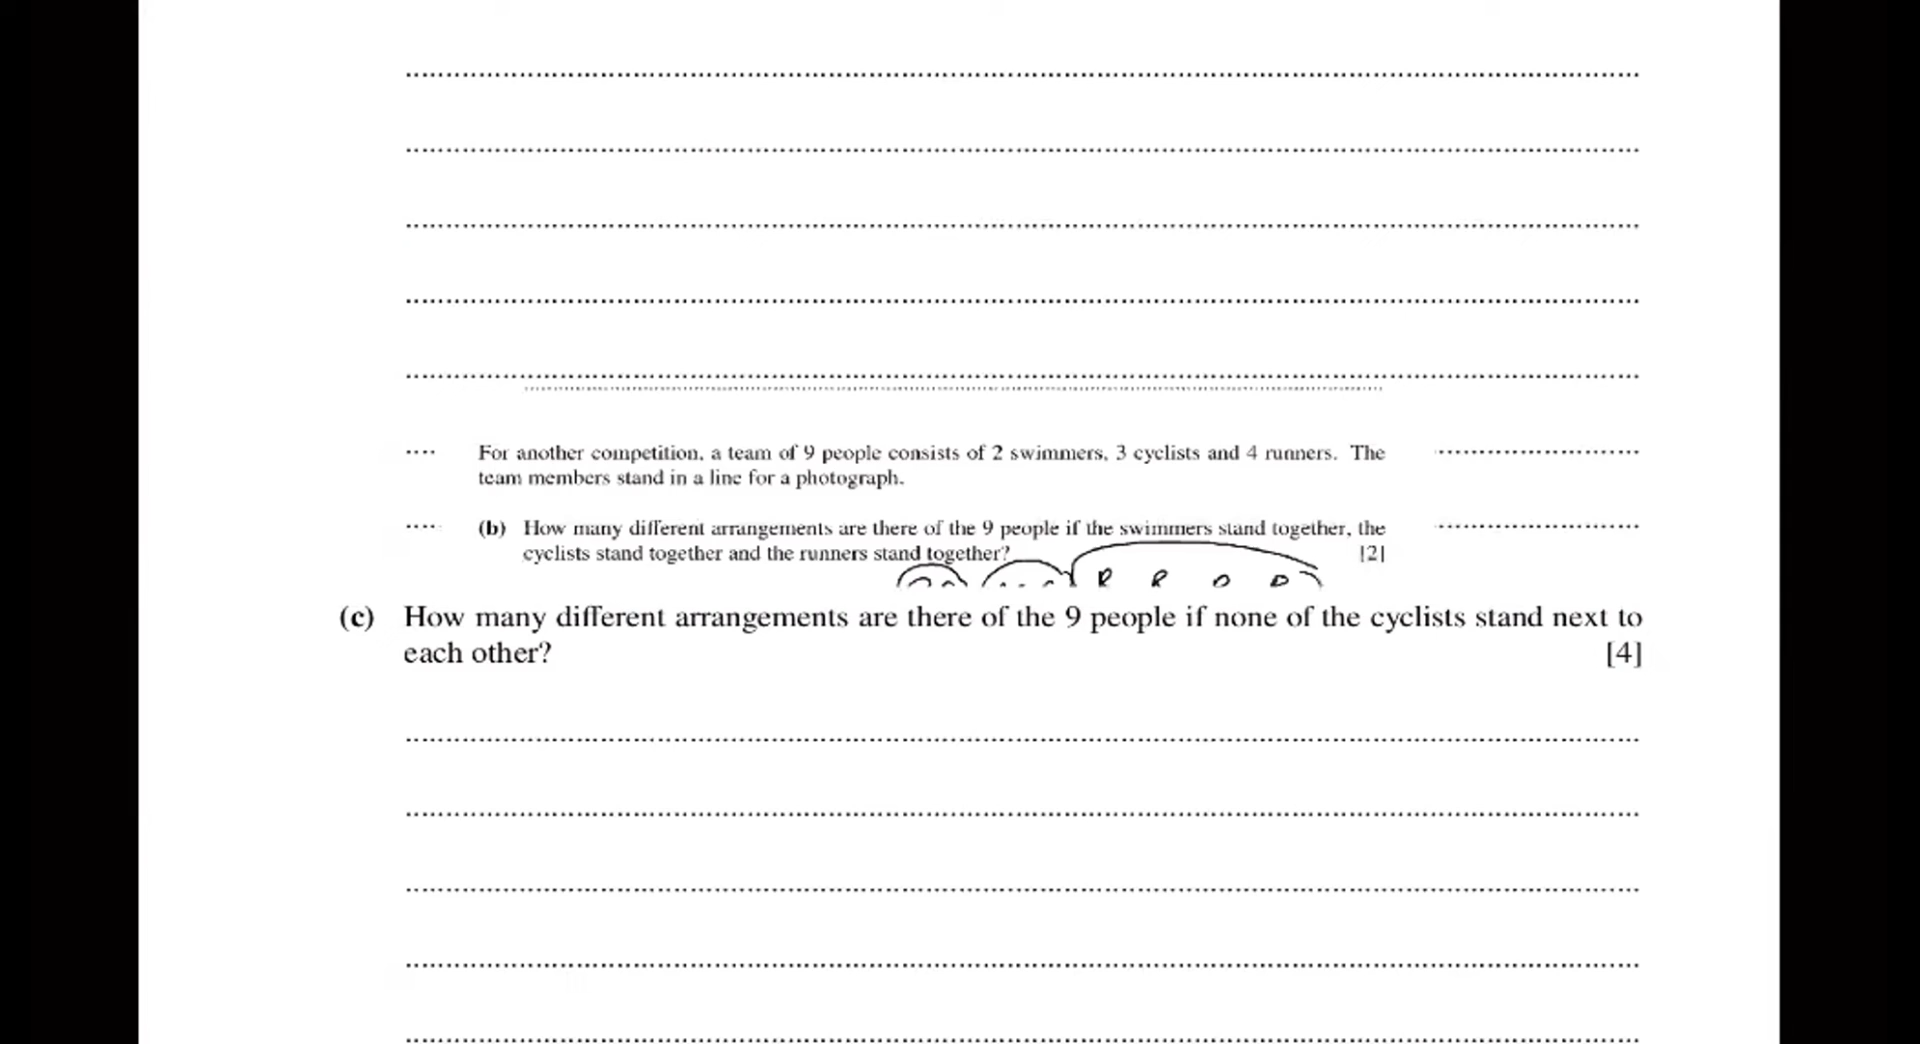 For another competition, a team of 9 people consists of 2 swimmers, 3 cyclists and 4 runners. The
team members stand in a line for a photograph.
(b) How many different arrangements are there of the 9 people if the swimmers stand together, the
cyclists stand together and the runners stand together? [2]
R R
(c) How many different arrangements are there of the 9 people if none of the cyclists stand next to
each other? [4]